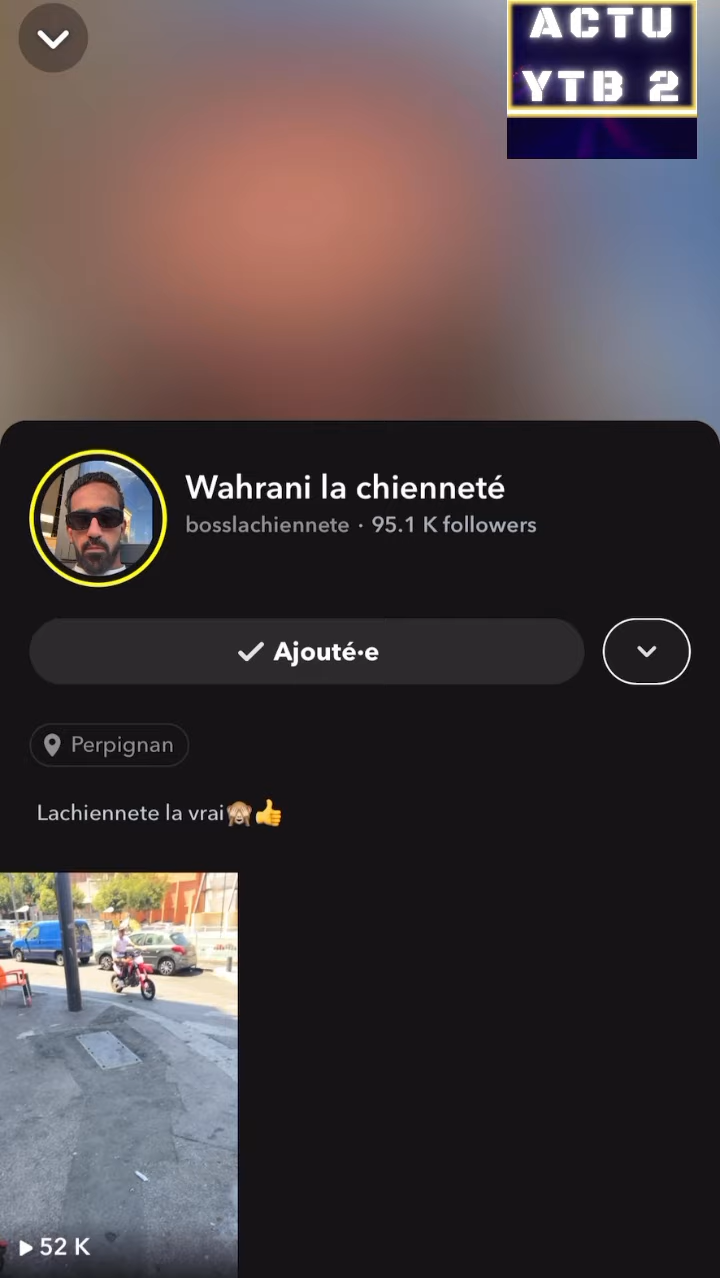 ACTU
YTB 2
Wahrani la chienneté
bosslachiennete · 95.1 K followers
Ajouté·e
Perpignan
Lachiennete la vrai🙈👍
52 K